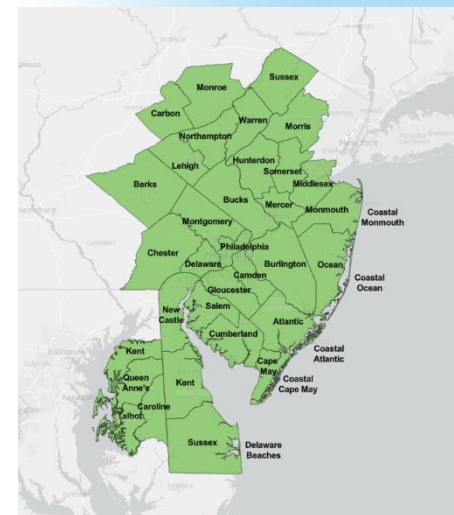 Sussex
Monroe
Carbon
Warren
Morris
Northampton
Lehigh
Hunterdon
Somerset
Berks
Middlesex
Bucks
Mercer
Monmouth
Coastal
Monmouth
Montgomery
Philadelphia
Chester
Delaware
Burlington
Ocean
Camden
Coastal
Ocean
Gloucester
New
Castle
Salem
Atlantic
Cumberland
Coastal
Atlantic
Kent
Cape
May
Queen
Anne's
Kent
Coastal
Cape May
Talbot
Caroline
Sussex
Delaware
Beaches